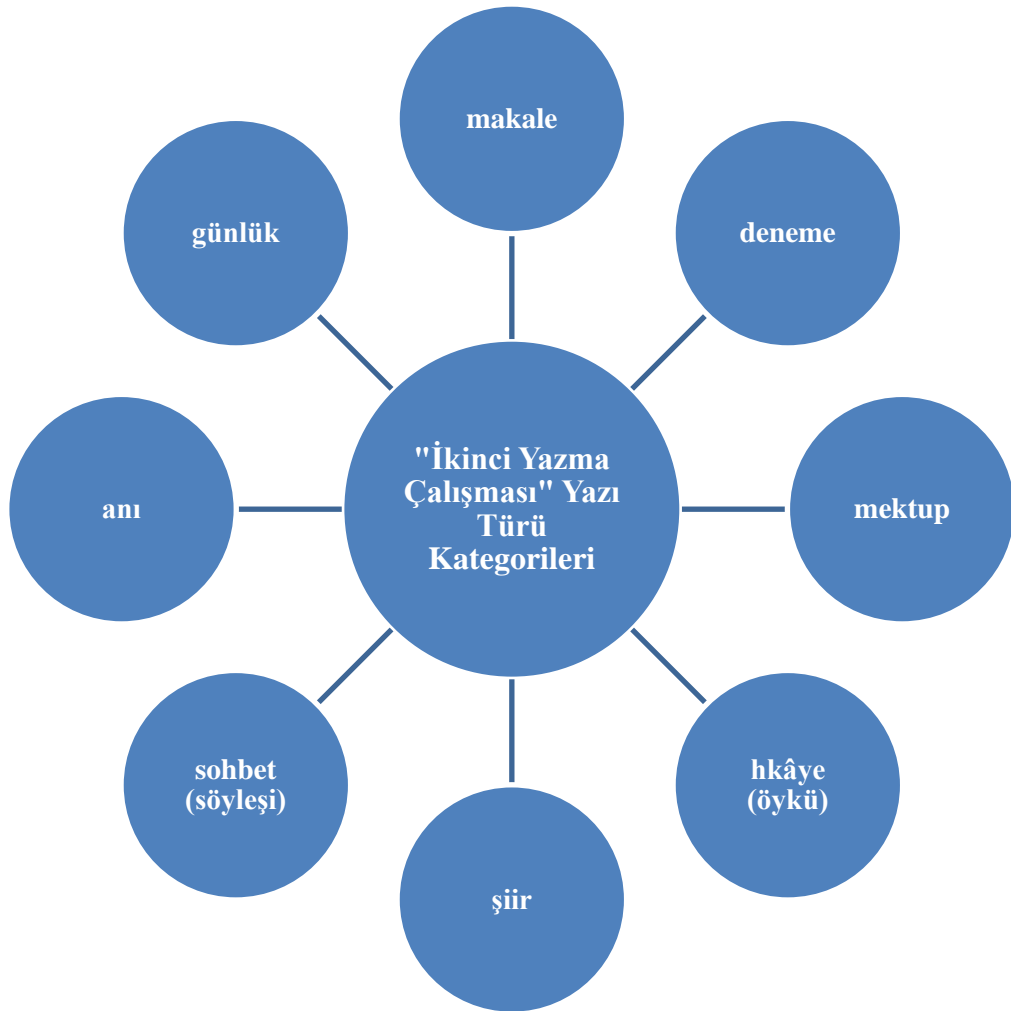 makale
günlük
deneme
"İkinci Yazma
Çalışması" Yazı
Türü
Kategorileri
anı
mektup
sohbet
(söyleşi)
hkâye
(öykü)
şiir